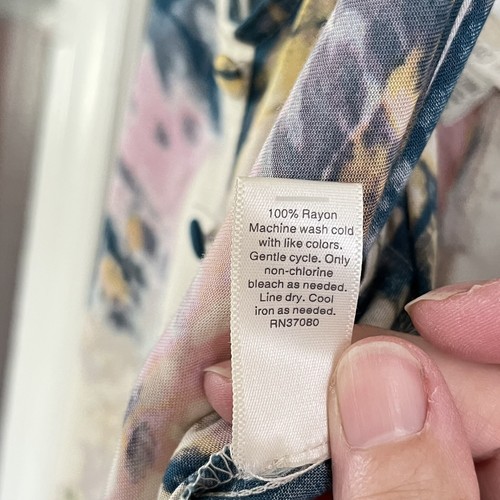 100% Rayon
Machine wash cold
with like colors.
Gentle cycle. Only
non-chlorine
bleach as needed.
Line dry. Cool
iron as needed.
RN37080